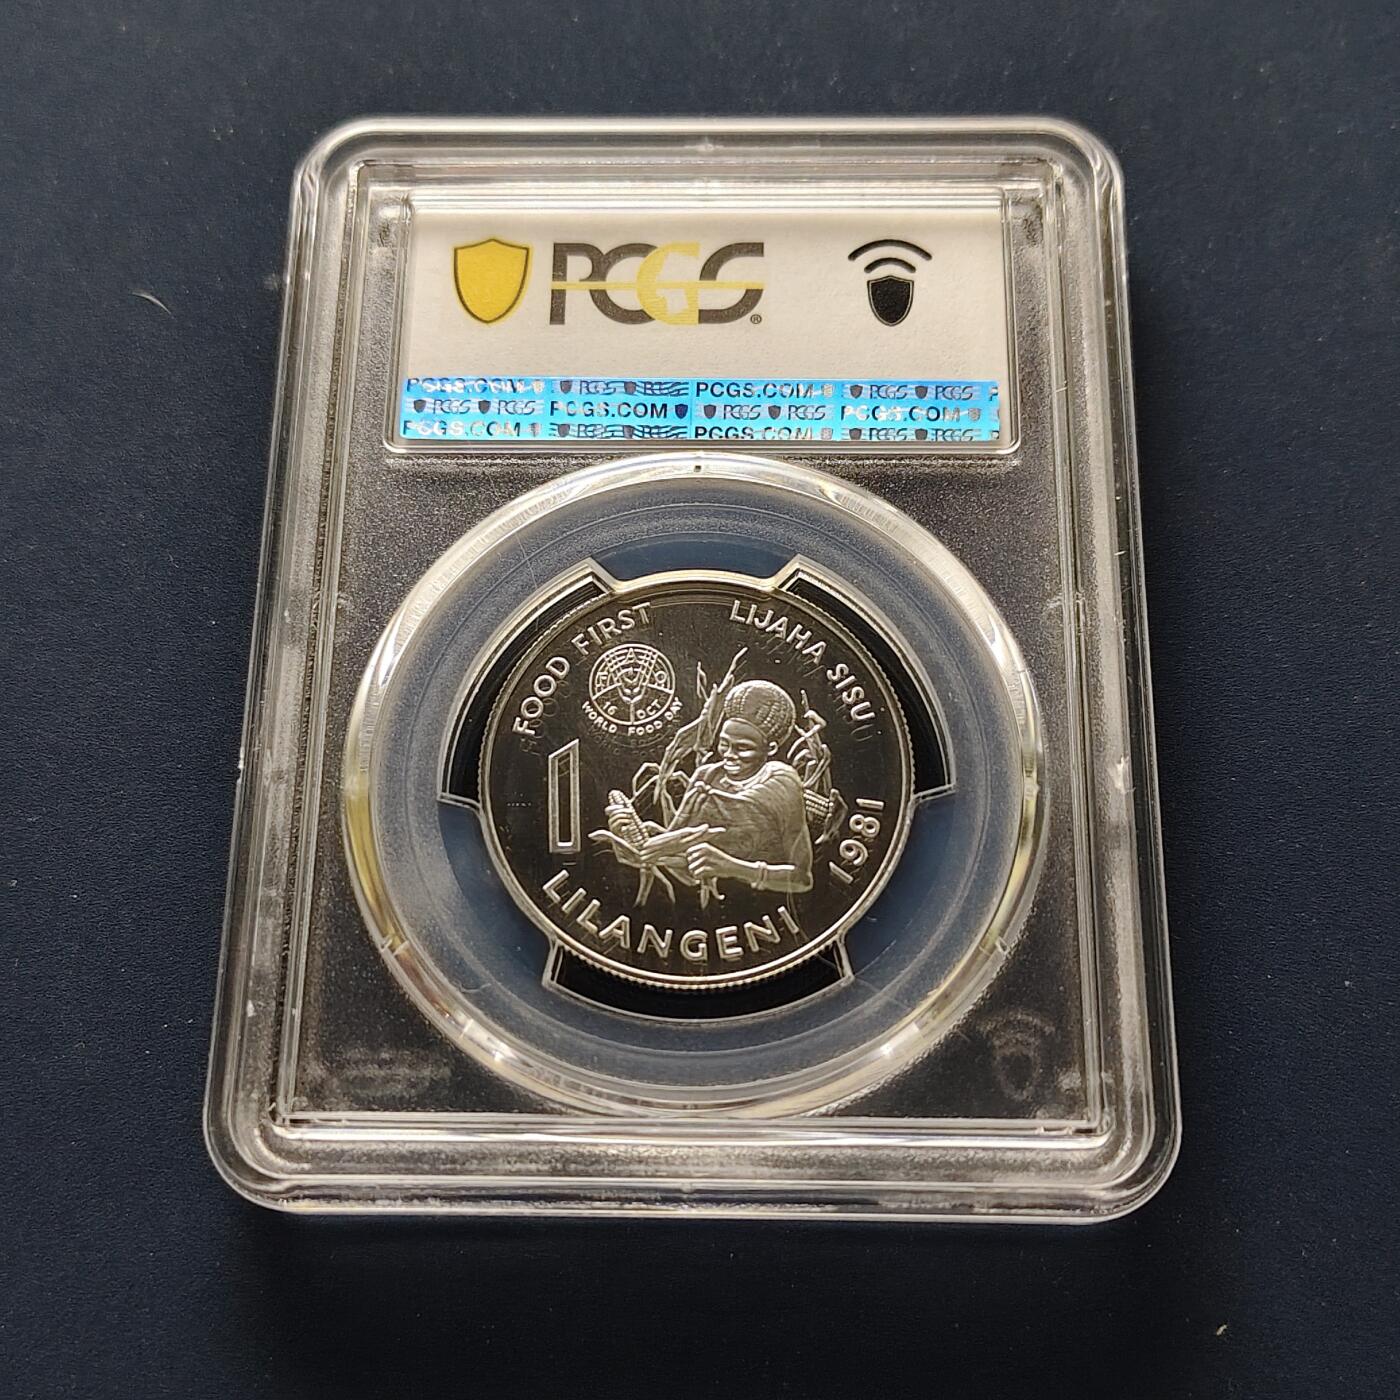 PCGS®
PCGS.COM PCGS PCGS PCGS.COM PCGS PCGS
PCGS PCGS PCGS.COM PCGS PCGS PCGS.COM
PCGS.COM PCGS PCGS PCGS.COM PCGS PCGS
FOOD FIRST LIJAHA SISU
FAO
16 OCT
WORLD FOOD DAY
1
1981
LILANGENI